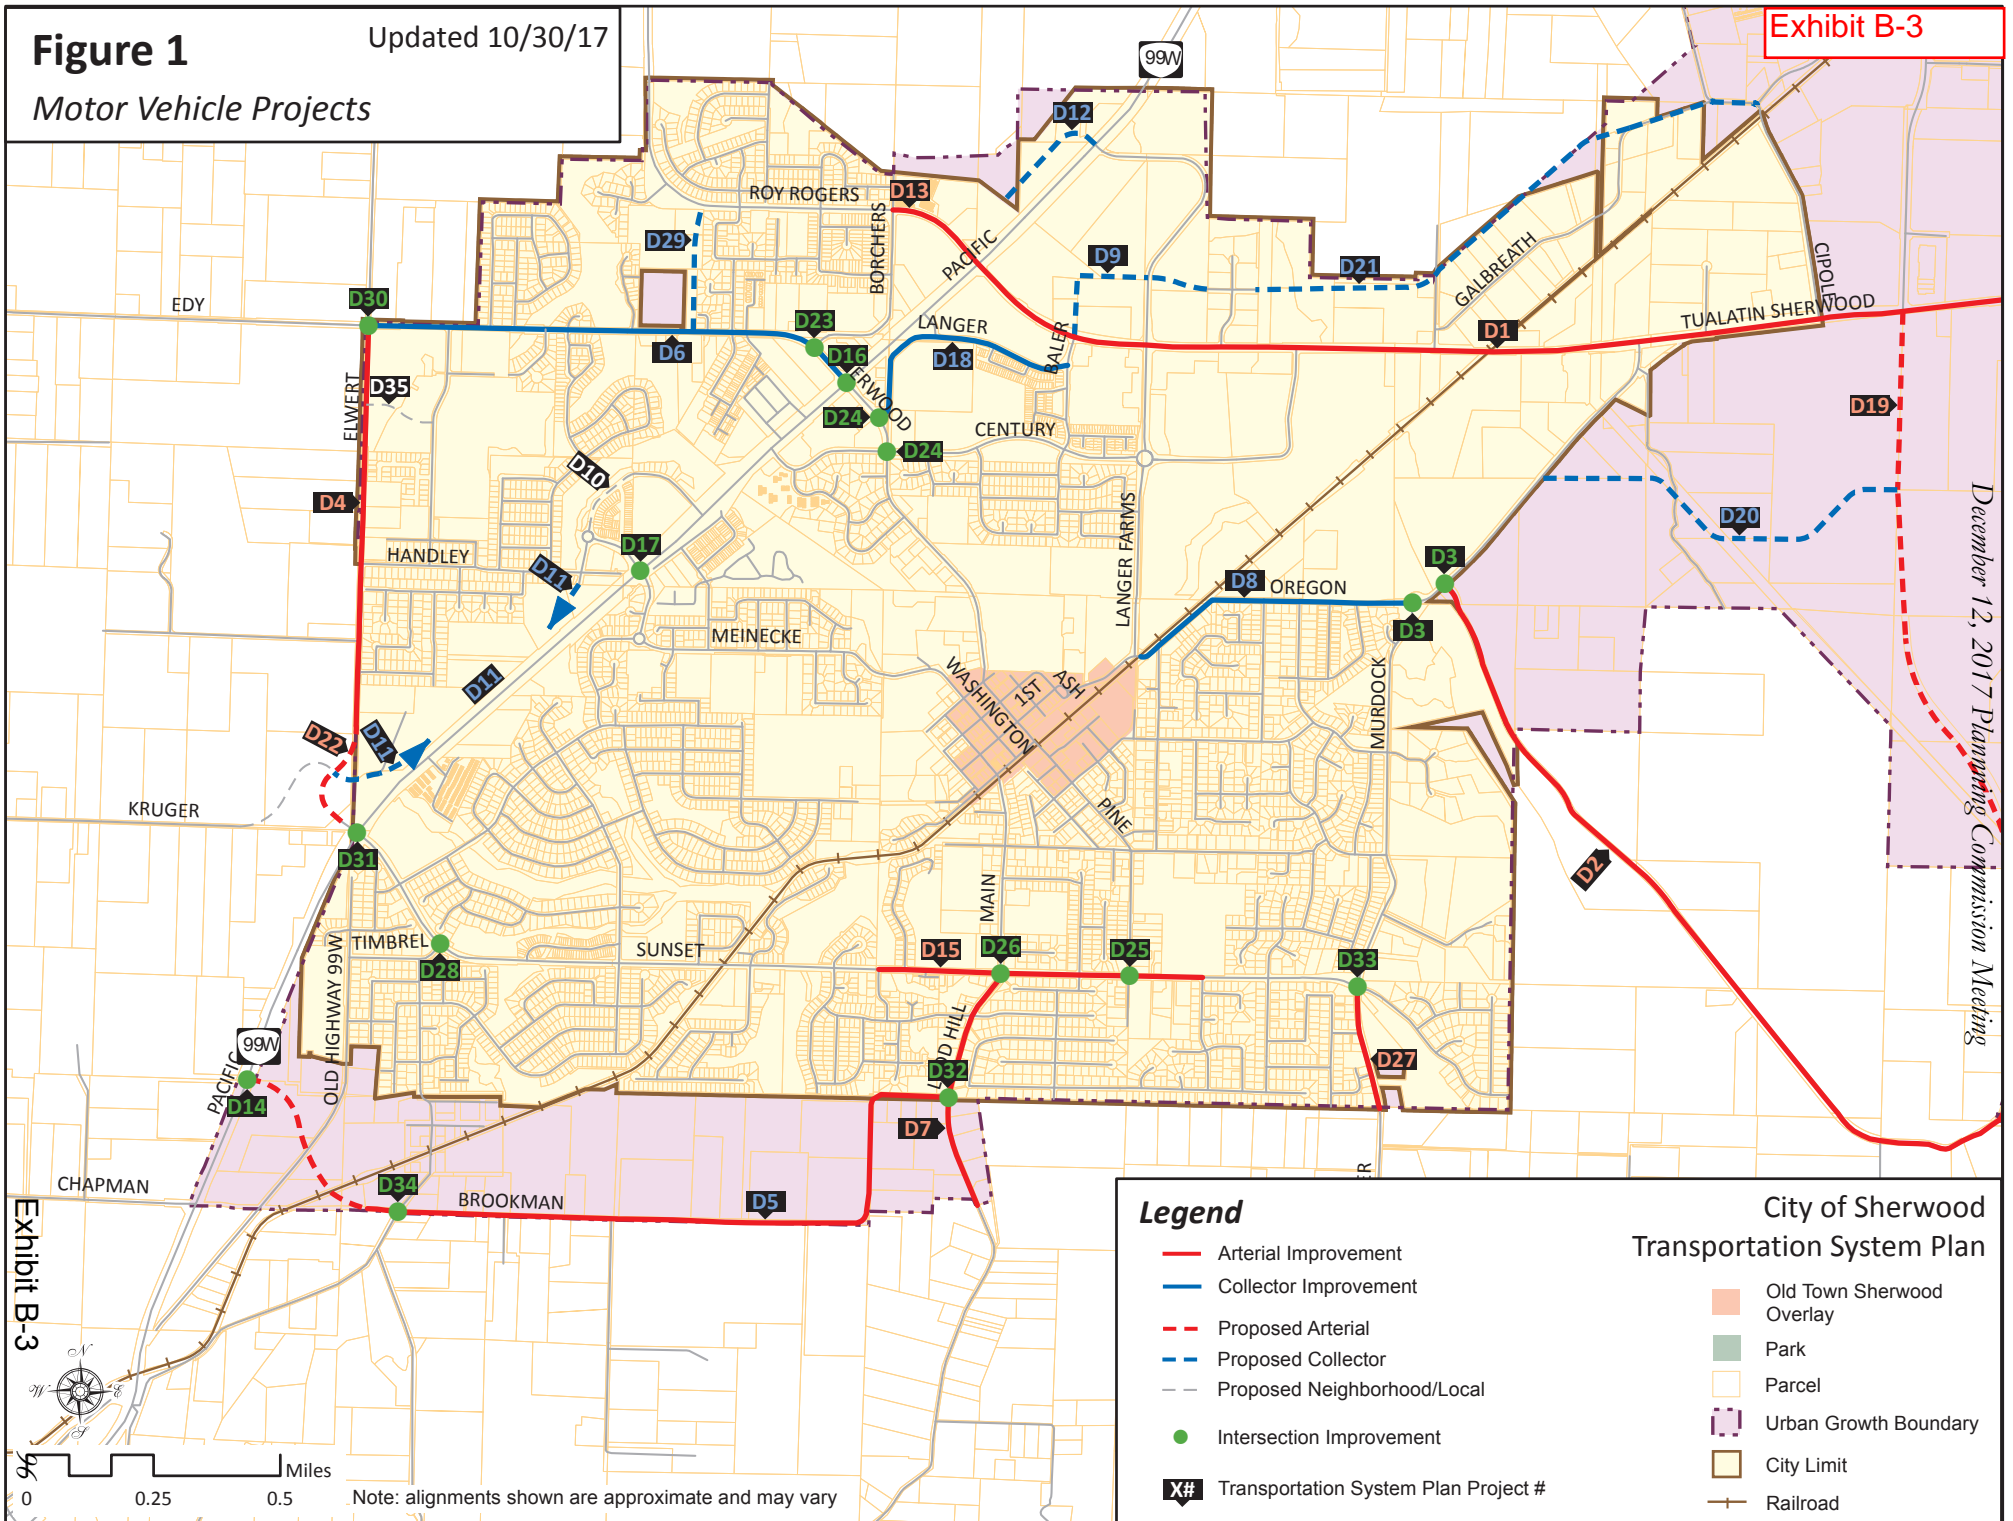 Figure 1
Updated 10/30/17
Motor Vehicle Projects
Exhibit B-3
99W
D12
ROY ROGERS
D13
BORCHERS
D29
PACIFIC
D9
D21
GALBREATH
CIPOLE
EDY
D30
D23
LANGER
TUALATIN SHERWOOD
D1
D6
D16
D18
BALER
ELWERT
D35
ERWOOD
D24
D19
CENTURY
D24
D10
D4
LANGER FARMS
D20
HANDLEY
D17
D11
D3
D8
OREGON
D3
MEINECKE
WASHINGTON
1ST
ASH
MURDOCK
D11
D22
D11
KRUGER
PINE
D31
D2
MAIN
TIMBREL
SUNSET
D15
D26
D25
D33
D28
OLD HIGHWAY 99W
99W
PACIFIC
D14
D27
D32
D7
CHAPMAN
D34
BROOKMAN
D5
ER
December 12, 2017 Planning Commission Meeting
Exhibit B-3
96
N
W
E
S
Miles
0
0.25
0.5
Note: alignments shown are approximate and may vary
Legend
Arterial Improvement
Collector Improvement
Proposed Arterial
Proposed Collector
Proposed Neighborhood/Local
Intersection Improvement
X#
Transportation System Plan Project #
City of Sherwood
Transportation System Plan
Old Town Sherwood
Overlay
Park
Parcel
Urban Growth Boundary
City Limit
Railroad